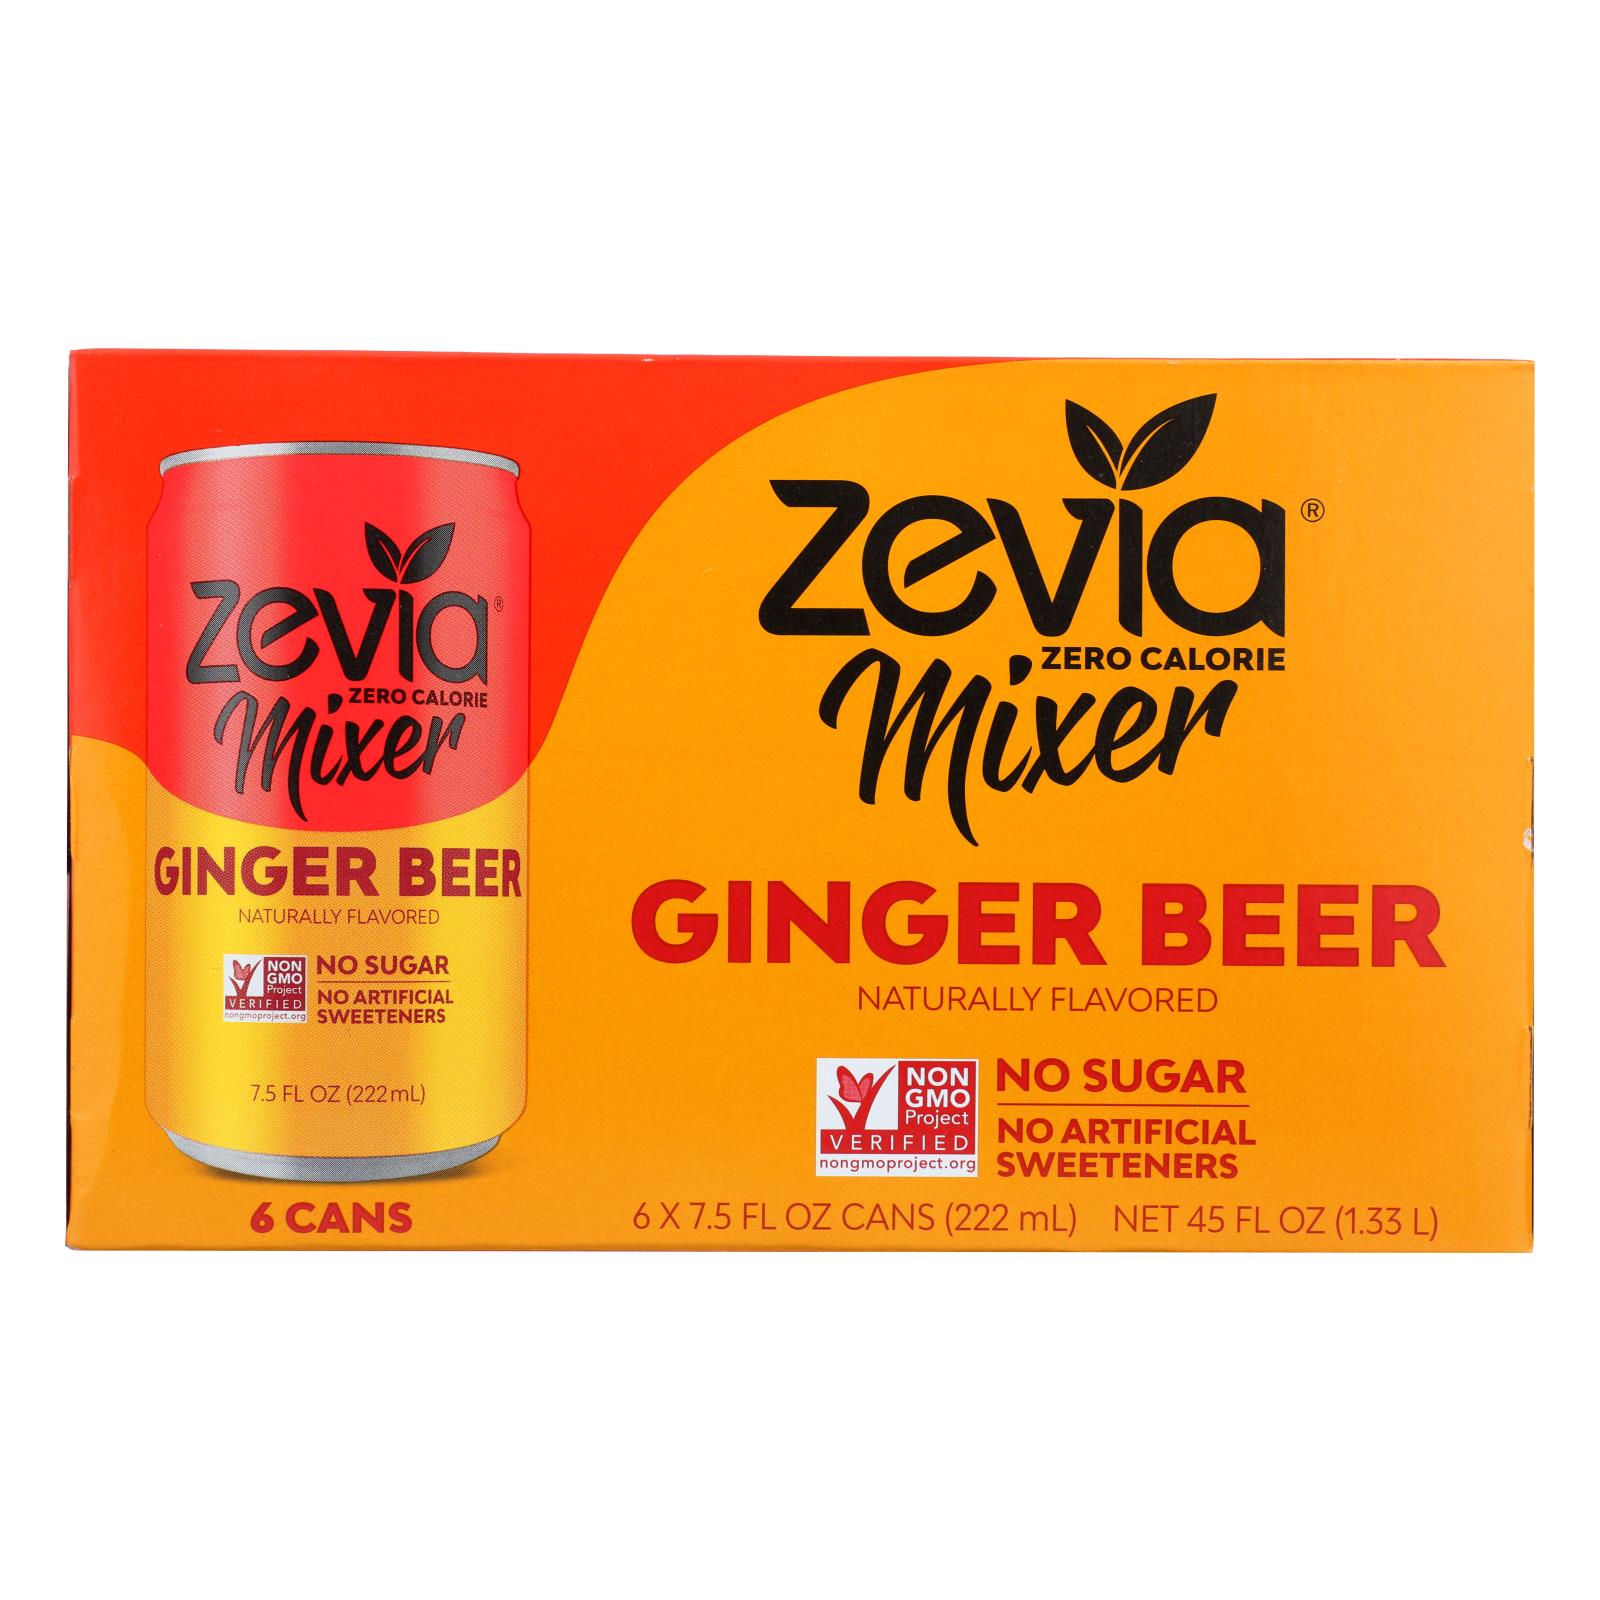 zevia®
ZERO CALORIE
Mixer
GINGER BEER
NATURALLY FLAVORED
NON
GMO
Project
VERIFIED
nongmoproject.org
NO SUGAR
NO ARTIFICIAL
SWEETENERS
7.5 FL OZ (222 mL)
6 CANS
zevia®
ZERO CALORIE
Mixer
GINGER BEER
NATURALLY FLAVORED
NON
GMO
Project
VERIFIED
nongmoproject.org
NO SUGAR
NO ARTIFICIAL
SWEETENERS
6 X 7.5 FL OZ CANS (222 mL) NET 45 FL OZ (1.33 L)